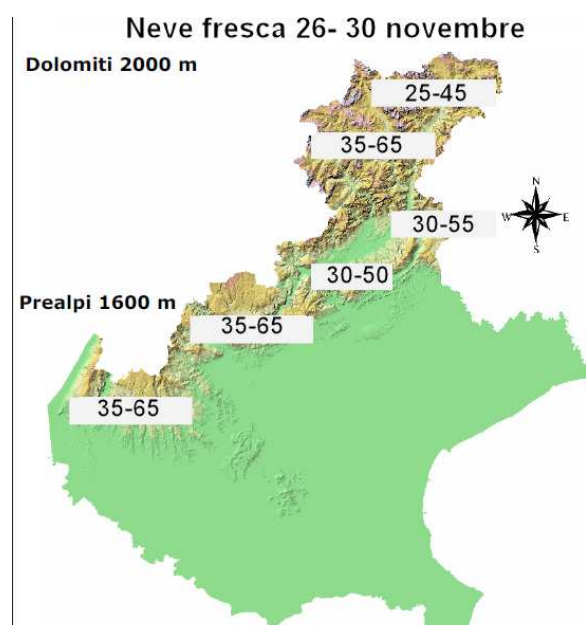 Neve fresca 26- 30 novembre
Dolomiti 2000 m
25-45
35-65
N
W E
S
30-55
30-50
Prealpi 1600 m
35-65
35-65